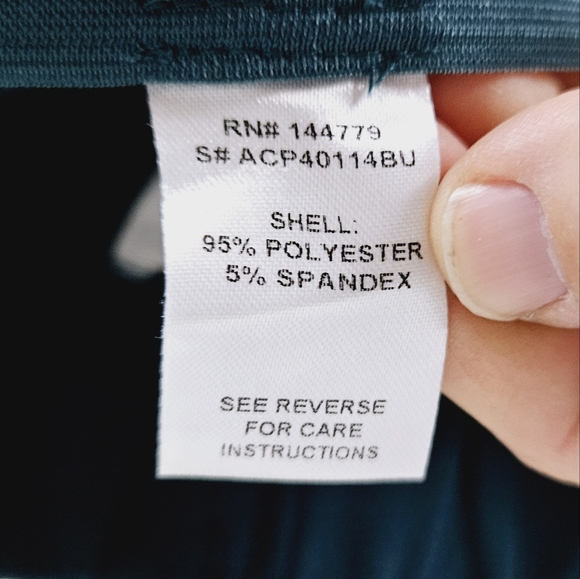 RN# 144779
S# ACP40114BU
SHELL:
95% POLYESTER
5% SPANDEX
SEE REVERSE
FOR CARE
INSTRUCTIONS